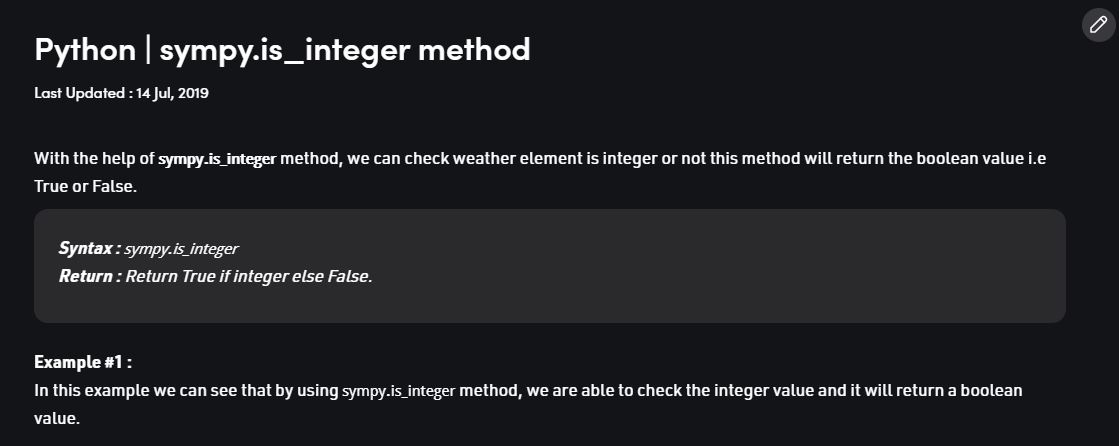 Python | sympy.is_integer method
Last Updated : 14 Jul, 2019
With the help of sympy.is_integer method, we can check weather element is integer or not this method will return the boolean value i.e
True or False.
Syntax : sympy.is_integer
Return : Return True if integer else False.
Example #1 :
In this example we can see that by using sympy.is_integer method, we are able to check the integer value and it will return a boolean
value.